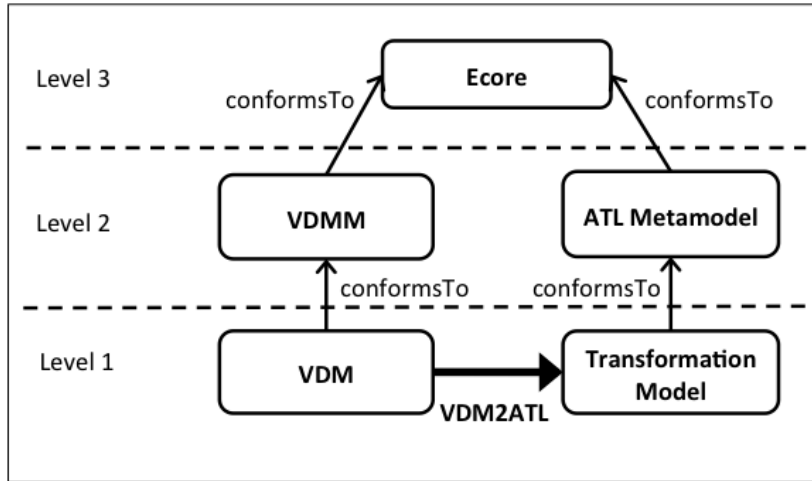 Level 3
Ecore
conformsTo
conformsTo
Level 2
VDMM
ATL Metamodel
conformsTo
conformsTo
Level 1
VDM
Transformation
Model
VDM2ATL